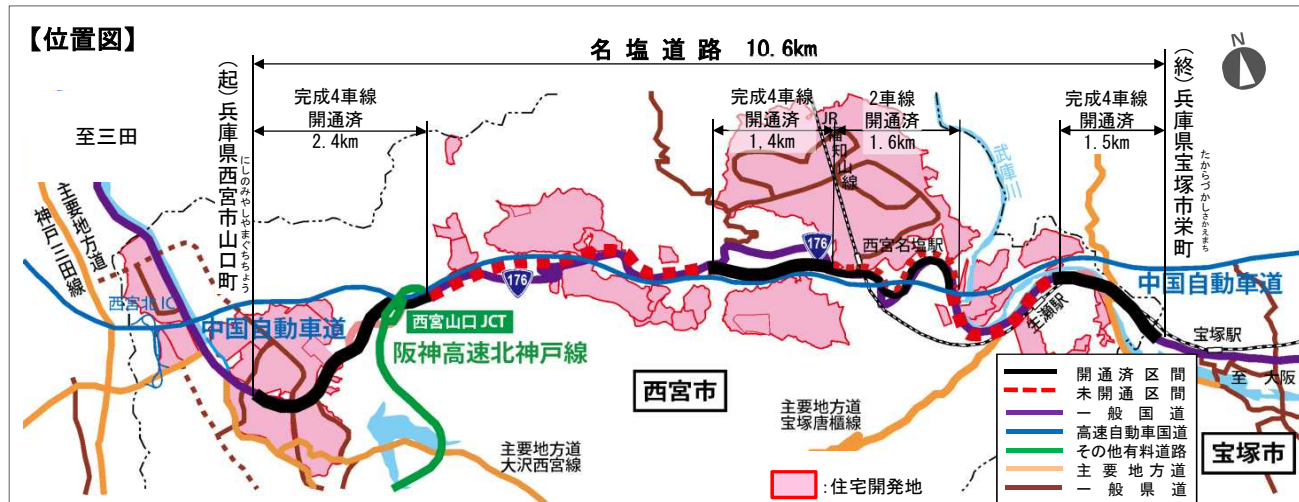 【位置図】
名塩道路 10.6km
N
(起)兵庫県西宮市山口町
にしのみやしやまぐちちょう
(終)兵庫県宝塚市栄町
たからづかしさかえまち
完成4車線
開通済
2.4km
完成4車線
開通済
1.4km
2車線
開通済
1.6km
完成4車線
開通済
1.5km
至三田
主要地方道
神戸三田線
JR福知山線
武庫川
西宮名塩駅
176
176
生瀬駅
宝塚駅
至 大阪
西宮北IC
中国自動車道
中国自動車道
西宮山口JCT
阪神高速北神戸線
西宮市
宝塚市
主要地方道
大沢西宮線
主要地方道
宝塚唐櫃線
:住宅開発地
開通済区間
未開通区間
一般国道
高速自動車国道
その他有料道路
主要地方道
一般県道